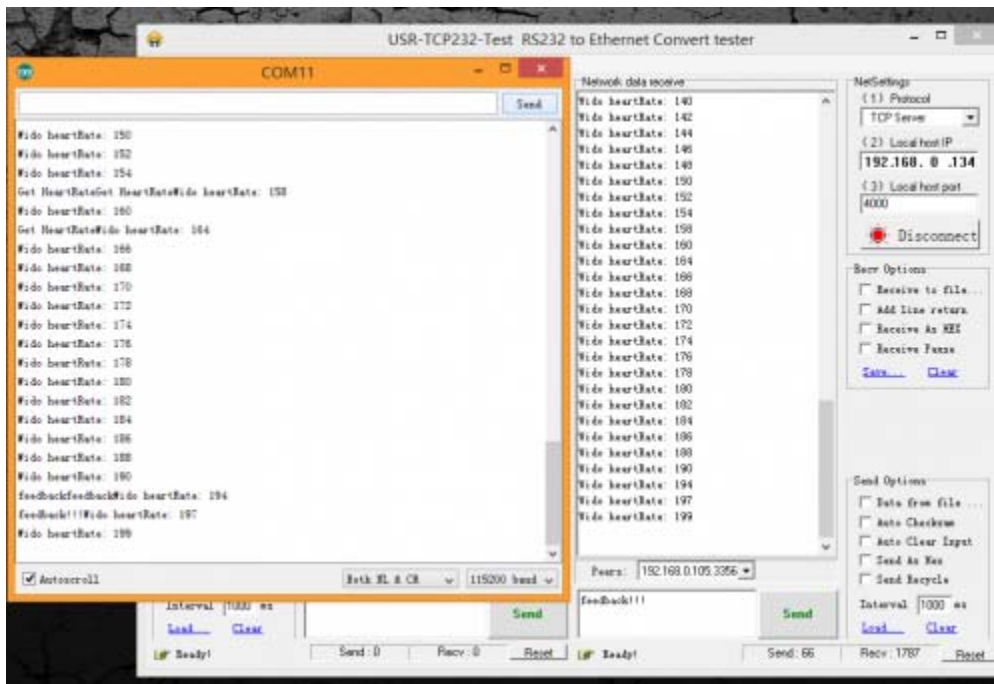 USR-TCP232-Test RS232 to Ethernet Convert tester
COM11
Send
Wido heartRate: 150
Wido heartRate: 152
Wido heartRate: 154
Get HeartRateGet HeartRateWido heartRate: 158
Wido heartRate: 160
Get HeartRateWido heartRate: 164
Wido heartRate: 166
Wido heartRate: 168
Wido heartRate: 170
Wido heartRate: 172
Wido heartRate: 174
Wido heartRate: 176
Wido heartRate: 178
Wido heartRate: 180
Wido heartRate: 182
Wido heartRate: 184
Wido heartRate: 186
Wido heartRate: 188
Wido heartRate: 190
feedbackfeedbackWido heartRate: 194
feedback!!!Wido heartRate: 197
Wido heartRate: 199
Autoscroll
Both NL & CR
115200 baud
Interval 1000 ms
Load... Clear
Send
Ready!
Send : 0
Recv : 0
Reset
Network data receive
Wido heartRate: 140
Wido heartRate: 142
Wido heartRate: 144
Wido heartRate: 146
Wido heartRate: 148
Wido heartRate: 150
Wido heartRate: 152
Wido heartRate: 154
Wido heartRate: 158
Wido heartRate: 160
Wido heartRate: 164
Wido heartRate: 166
Wido heartRate: 168
Wido heartRate: 170
Wido heartRate: 172
Wido heartRate: 174
Wido heartRate: 176
Wido heartRate: 178
Wido heartRate: 180
Wido heartRate: 182
Wido heartRate: 184
Wido heartRate: 186
Wido heartRate: 188
Wido heartRate: 190
Wido heartRate: 194
Wido heartRate: 197
Wido heartRate: 199
Peers: 192.168.0.105:3356
feedback!!!
Send
Ready!
Send : 66
Recv : 1787
Reset
NetSettings
(1) Protocol
TCP Server
(2) Local host IP
192.168. 0 .134
(3) Local host port
4000
Disconnect
Recv Options
Receive to file...
Add line return
Receive As HEX
Receive Pause
Save... Clear
Send Options
Data from file ...
Auto Checksum
Auto Clear Input
Send As Hex
Send Recycle
Interval 1000 ms
Load... Clear